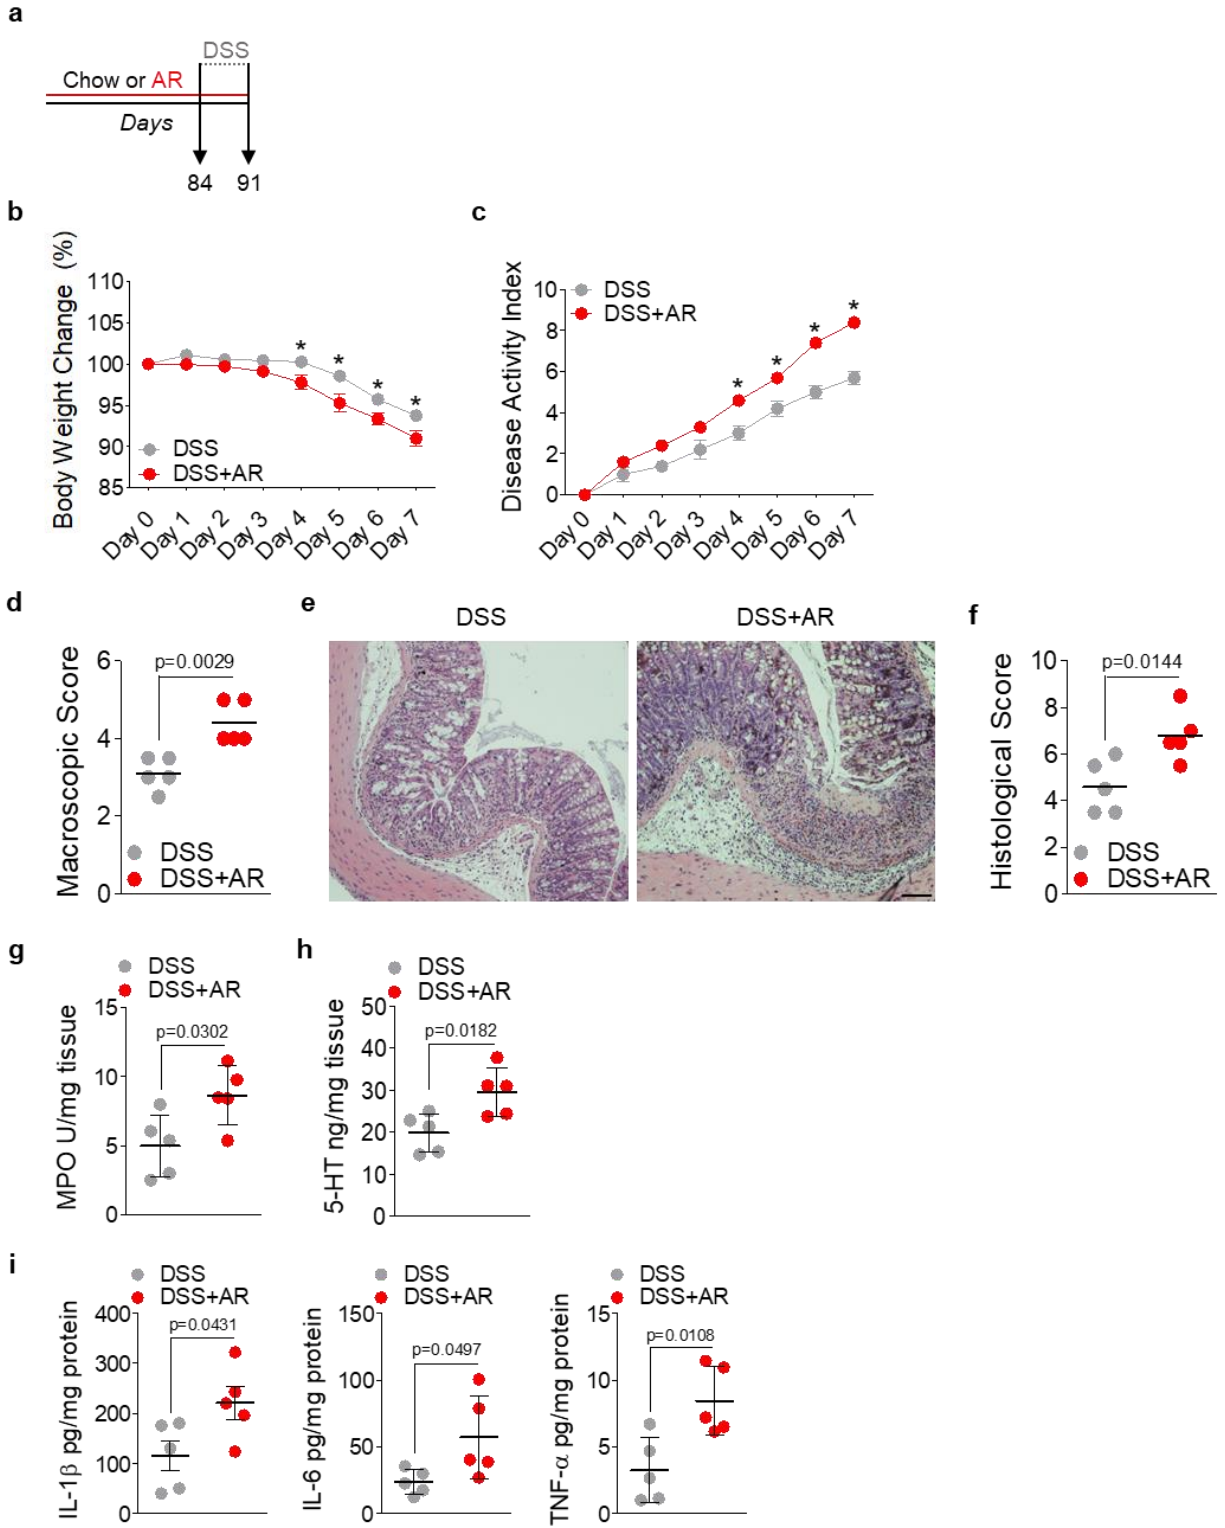 a
DSS
Chow or AR
Days
84 91
b
Body Weight Change (%)
110
105
100
95
90
85
* * * *
DSS
DSS+AR
Day 0 Day 1 Day 2 Day 3 Day 4 Day 5 Day 6 Day 7
c
Disease Activity Index
10
8
6
4
2
0
DSS
DSS+AR
* * * *
Day 0 Day 1 Day 2 Day 3 Day 4 Day 5 Day 6 Day 7
d
Macroscopic Score
6
4
2
0
p=0.0029
DSS
DSS+AR
e
DSS DSS+AR
f
Histological Score
10
8
6
4
2
0
p=0.0144
DSS
DSS+AR
g
DSS
DSS+AR
MPO U/mg tissue
15
10
5
0
p=0.0302
h
DSS
DSS+AR
5-HT ng/mg tissue
50
40
30
20
10
0
p=0.0182
i
DSS
DSS+AR
IL-1β pg/mg protein
400
300
200
100
0
p=0.0431
DSS
DSS+AR
IL-6 pg/mg protein
150
100
50
0
p=0.0497
DSS
DSS+AR
TNF-α pg/mg protein
15
10
5
0
p=0.0108